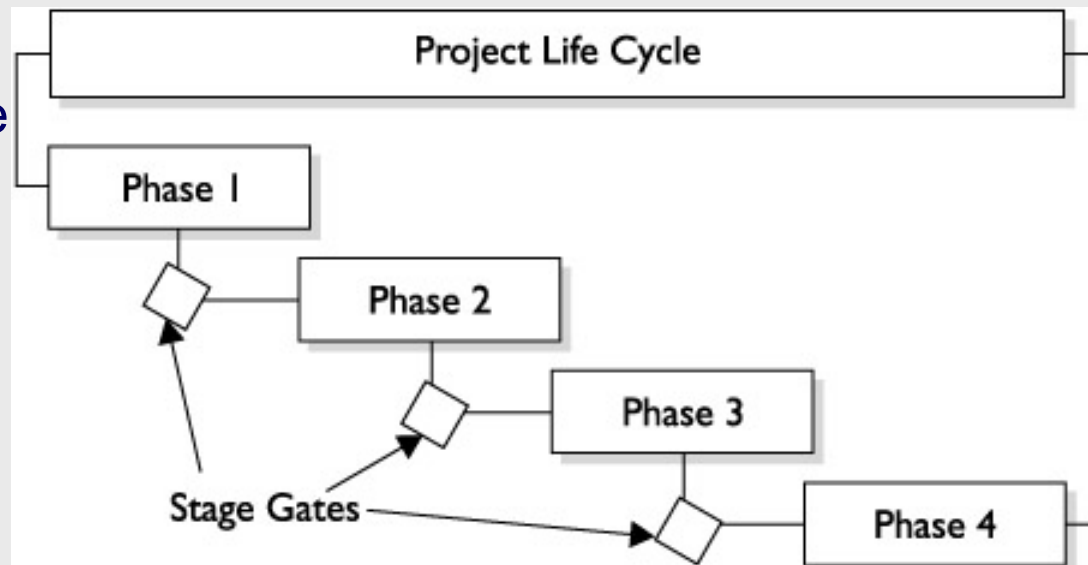 Project Life Cycle
e
Phase 1
Phase 2
Phase 3
Stage Gates
Phase 4